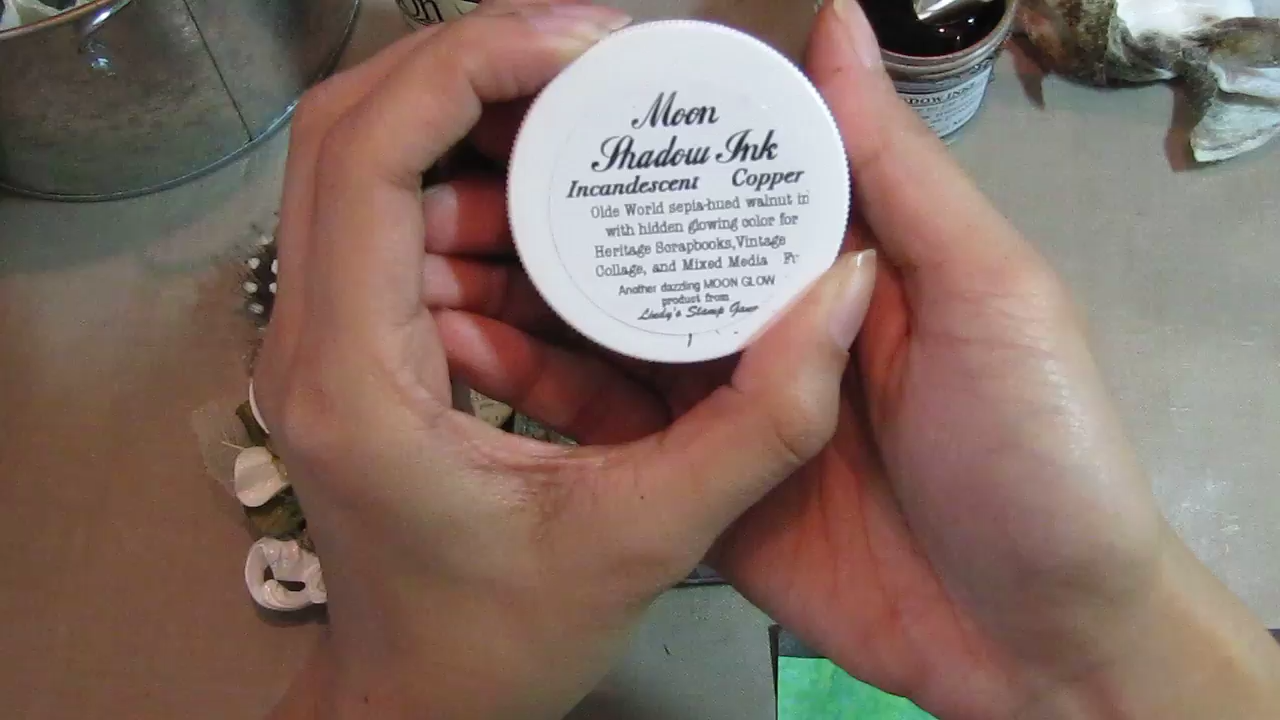 Moon
Shadow Ink
Incandescent Copper
Olde World sepia-hued walnut in
with hidden glowing color for
Heritage Scrapbooks, Vintage
Collage, and Mixed Media
Another dazzling MOON GLOW
product from
Lindy's Stamp Gang